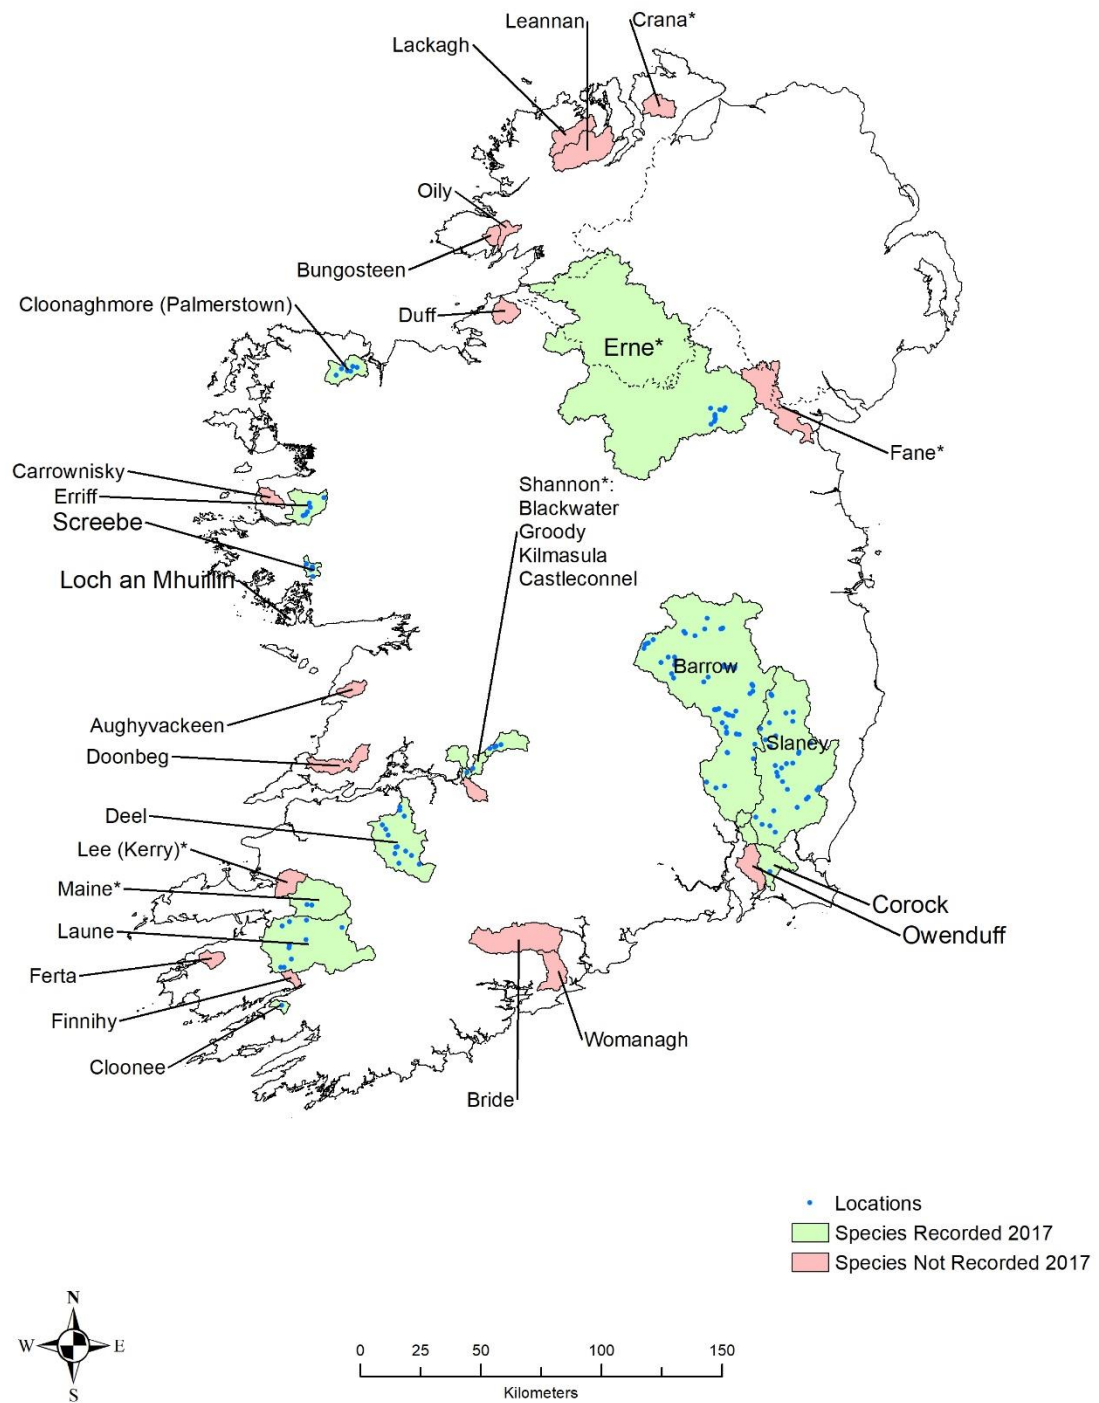 Leannan
Crana*
Lackagh
Oily
Bungosteen
Cloonaghmore (Palmerstown)
Duff
Erne*
Fane*
Carrownisky
Erriff
Screebe
Loch an Mhuillin
Shannon*:
Blackwater
Groody
Kilmasula
Castleconnel
Barrow
Slaney
Aughyvackeen
Doonbeg
Deel
Lee (Kerry)*
Maine*
Laune
Ferta
Finnihy
Cloonee
Corock
Owenduff
Womanagh
Bride
Locations
Species Recorded 2017
Species Not Recorded 2017
N
W E
S
0 25 50 100 150
Kilometers